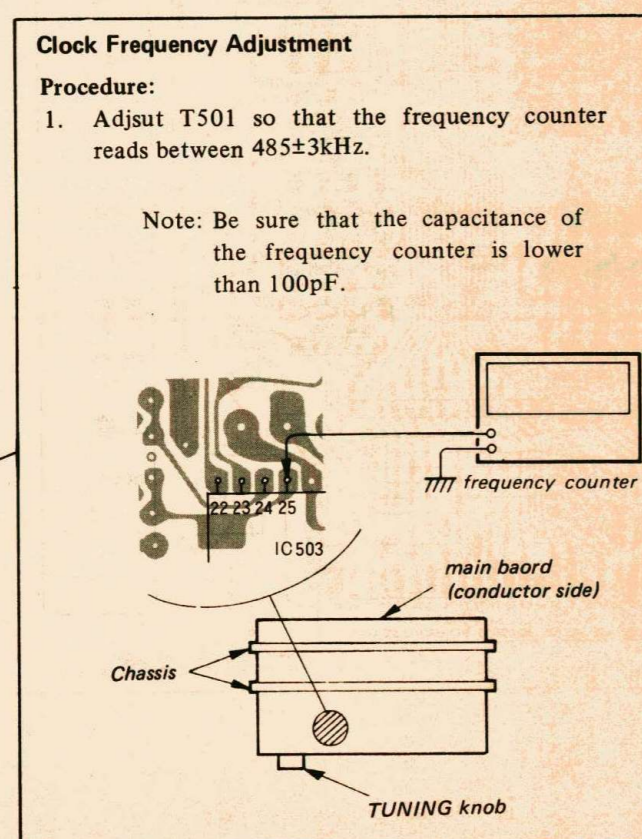 Clock Frequency Adjustment
Procedure:
1. Adjsut T501 so that the frequency counter
reads between 485±3kHz.
Note: Be sure that the capacitance of
the frequency counter is lower
than 100pF.
frequency counter
22 23 24 25
IC503
main baord
(conductor side)
Chassis
TUNING knob